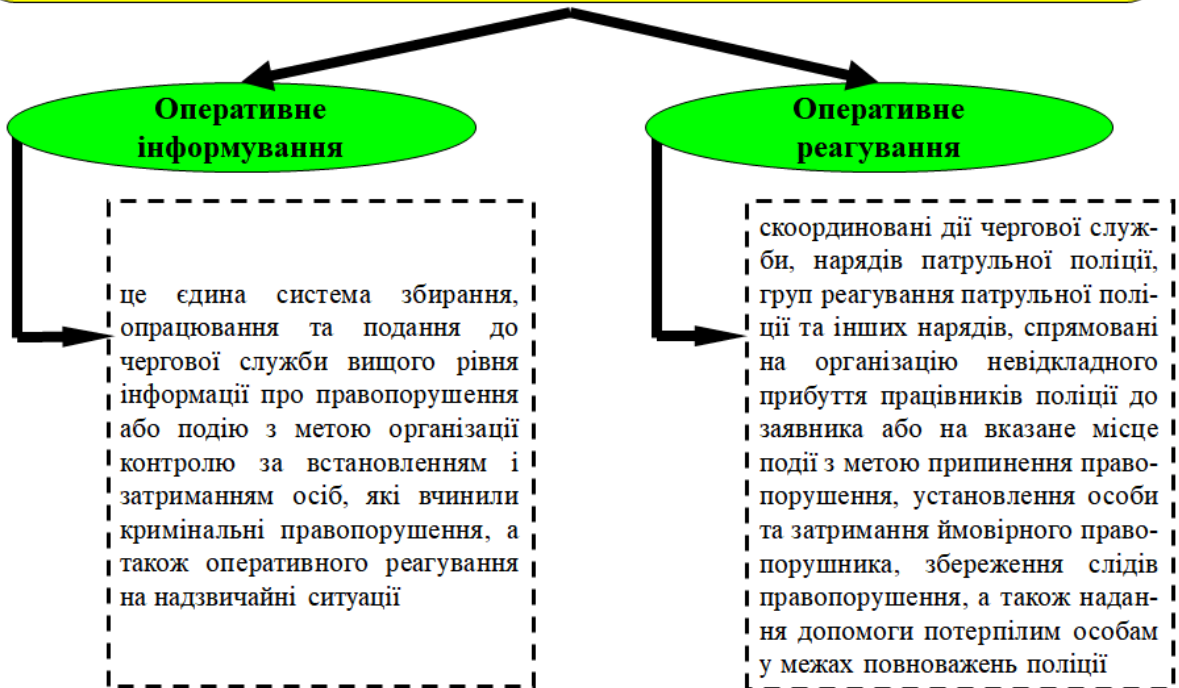 Оперативне
інформування
це єдина система збирання,
опрацювання та подання до
чергової служби вищого рівня
інформації про правопорушення
або подію з метою організації
контролю за встановленням і
затриманням осіб, які вчинили
кримінальні правопорушення, а
також оперативного реагування
на надзвичайні ситуації
Оперативне
реагування
скоординовані дії чергової служ-
би, нарядів патрульної поліції,
груп реагування патрульної полі-
ції та інших нарядів, спрямовані
на організацію невідкладного
прибуття працівників поліції до
заявника або на вказане місце
події з метою припинення право-
порушення, установлення особи
та затримання ймовірного право-
порушника, збереження слідів
правопорушення, а також надан-
ня допомоги потерпілим особам
у межах повноважень поліції